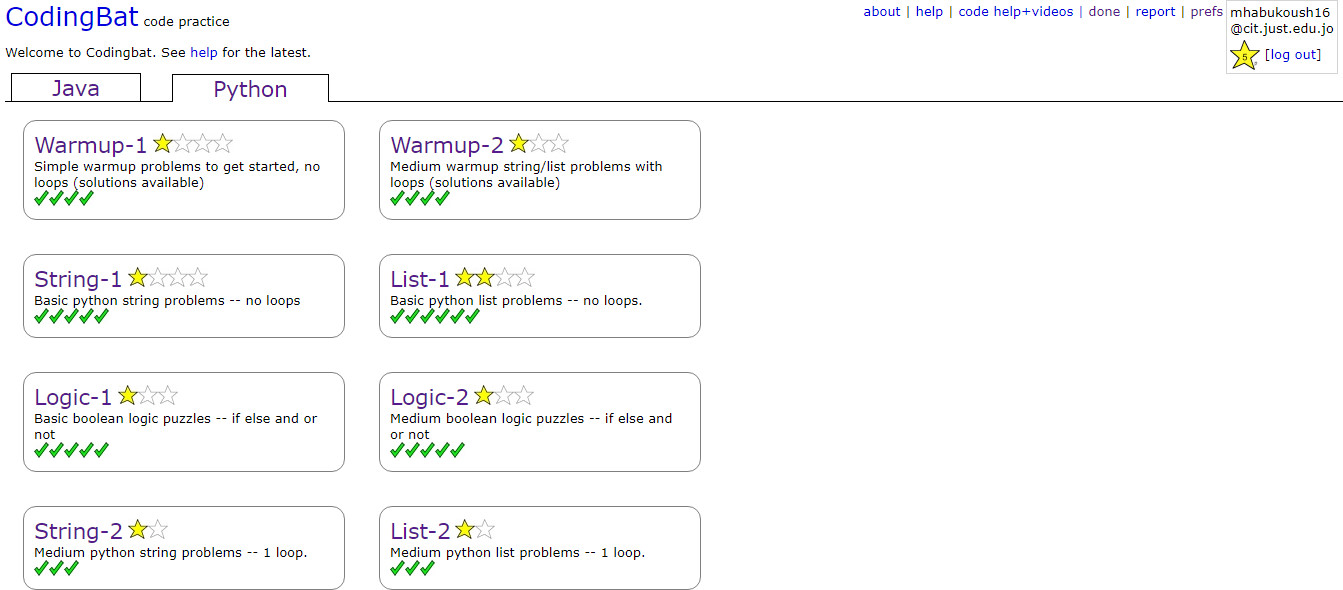 CodingBat code practice
about | help | code help+videos | done | report | prefs
mhabukoush16
@cit.just.edu.jo
5 [log out]
Welcome to Codingbat. See help for the latest.
Java Python
Warmup-1
Simple warmup problems to get started, no
loops (solutions available)
Warmup-2
Medium warmup string/list problems with
loops (solutions available)
String-1
Basic python string problems -- no loops
List-1
Basic python list problems -- no loops.
Logic-1
Basic boolean logic puzzles -- if else and or
not
Logic-2
Medium boolean logic puzzles -- if else and
or not
String-2
Medium python string problems -- 1 loop.
List-2
Medium python list problems -- 1 loop.